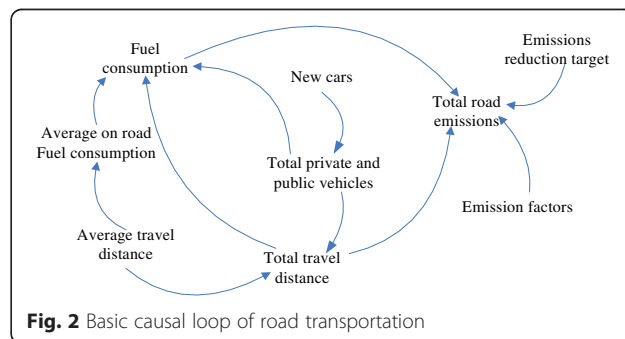 Fuel
consumption
Emissions
reduction target
New cars
Total road
emissions
Average on road
Fuel consumption
Total private and
public vehicles
Emission factors
Average travel
distance
Total travel
distance
Fig. 2 Basic causal loop of road transportation